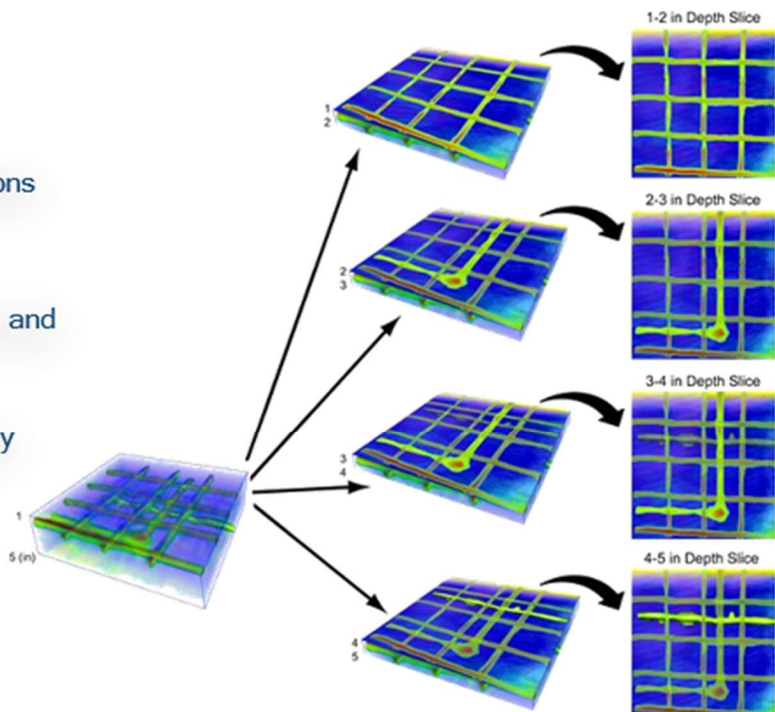 ons
and
y
1-2 in Depth Slice
1
2
2-3 in Depth Slice
2
3
3-4 in Depth Slice
3
4
1
5 (in)
4-5 in Depth Slice
4
5